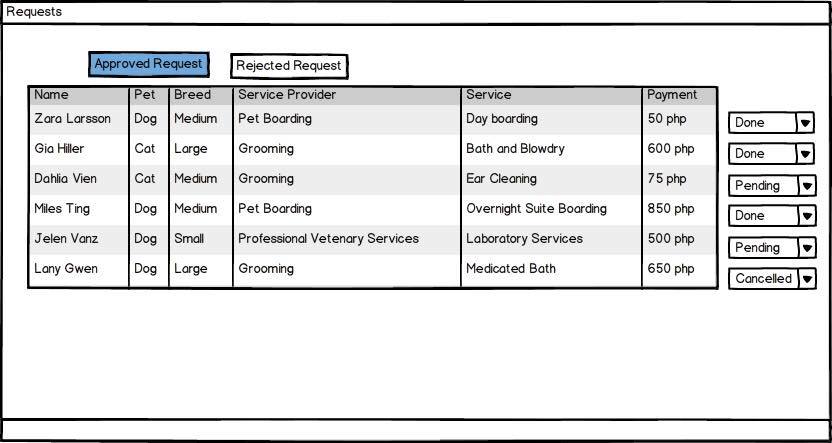 Requests
Approved Request Rejected Request
Name Pet Breed Service Provider Service Payment
Zara Larsson Dog Medium Pet Boarding Day boarding 50 php Done
Gia Hiller Cat Large Grooming Bath and Blowdry 600 php Done
Dahlia Vien Cat Medium Grooming Ear Cleaning 75 php Pending
Miles Ting Dog Medium Pet Boarding Overnight Suite Boarding 850 php Done
Jelen Vanz Dog Small Professional Vetenary Services Laboratory Services 500 php Pending
Lany Gwen Dog Large Grooming Medicated Bath 650 php Cancelled